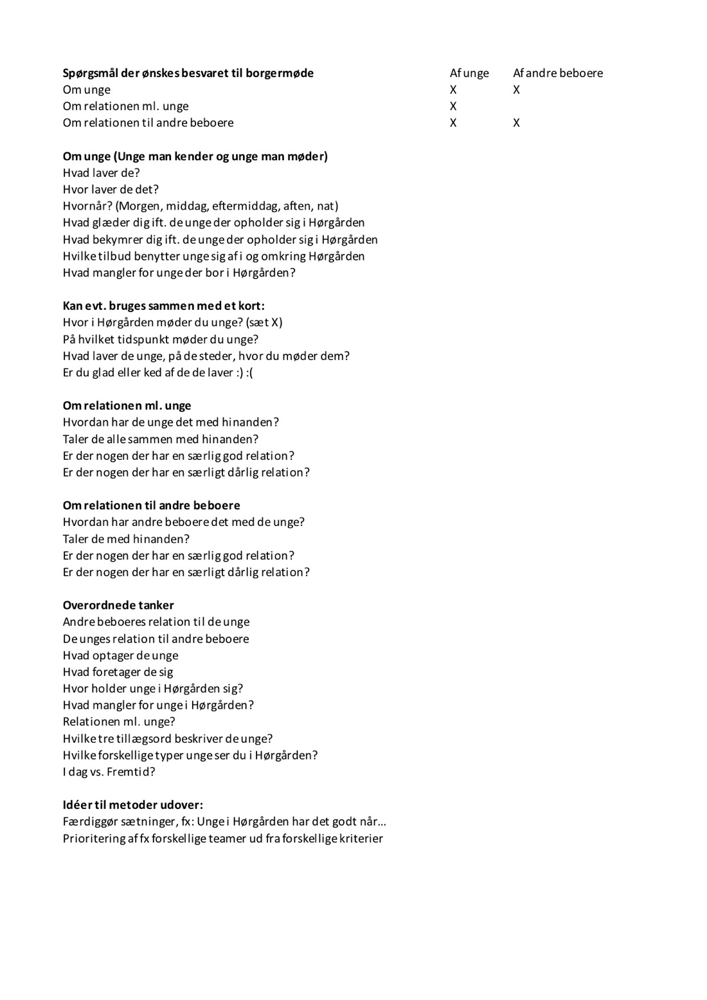 Spørgsmål der ønskes besvaret til borgermøde Af unge Af andre beboere
Om unge X X
Om relationen ml. unge X
Om relationen til andre beboere X X
Om unge (Unge man kender og unge man møder)
Hvad laver de?
Hvor laver de det?
Hvornår? (Morgen, middag, eftermiddag, aften, nat)
Hvad glæder dig ift. de unge der opholder sig i Hørgården
Hvad bekymrer dig ift. de unge der opholder sig i Hørgården
Hvilke tilbud benytter unge sig af i og omkring Hørgården
Hvad mangler for unge der bor i Hørgården?
Kan evt. bruges sammen med et kort:
Hvor i Hørgården møder du unge? (sæt X)
På hvilket tidspunkt møder du unge?
Hvad laver de unge, på de steder, hvor du møder dem?
Er du glad eller ked af de de laver :) :(
Om relationen ml. unge
Hvordan har de unge det med hinanden?
Taler de alle sammen med hinanden?
Er der nogen der har en særlig god relation?
Er der nogen der har en særligt dårlig relation?
Om relationen til andre beboere
Hvordan har andre beboere det med de unge?
Taler de med hinanden?
Er der nogen der har en særlig god relation?
Er der nogen der har en særligt dårlig relation?
Overordnede tanker
Andre beboeres relation til de unge
De unges relation til andre beboere
Hvad optager de unge
Hvad foretager de sig
Hvor holder unge i Hørgården sig?
Hvad mangler for unge i Hørgården?
Relationen ml. unge?
Hvilke tre tillægsord beskriver de unge?
Hvilke forskellige typer unge ser du i Hørgården?
I dag vs. Fremtid?
Idéer til metoder udover:
Færdiggør sætninger, fx: Unge i Hørgården har det godt når...
Prioritering af fx forskellige teamer ud fra forskellige kriterier